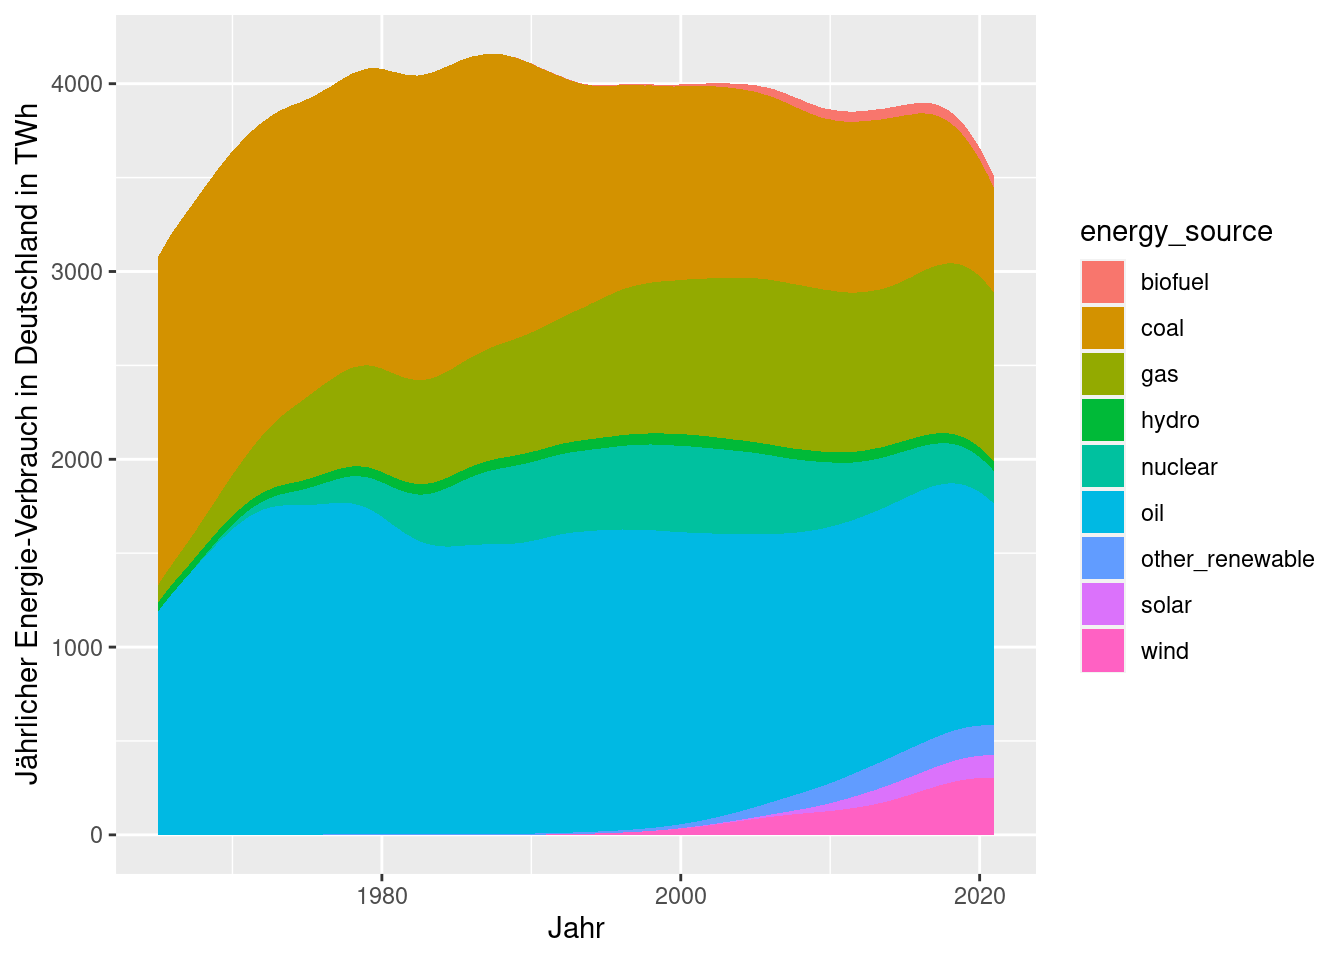 Jährlicher Energie-Verbrauch in Deutschland in TWh
4000
3000
2000
1000
0
1980
2000
2020
Jahr
energy_source
biofuel
coal
gas
hydro
nuclear
oil
other_renewable
solar
wind